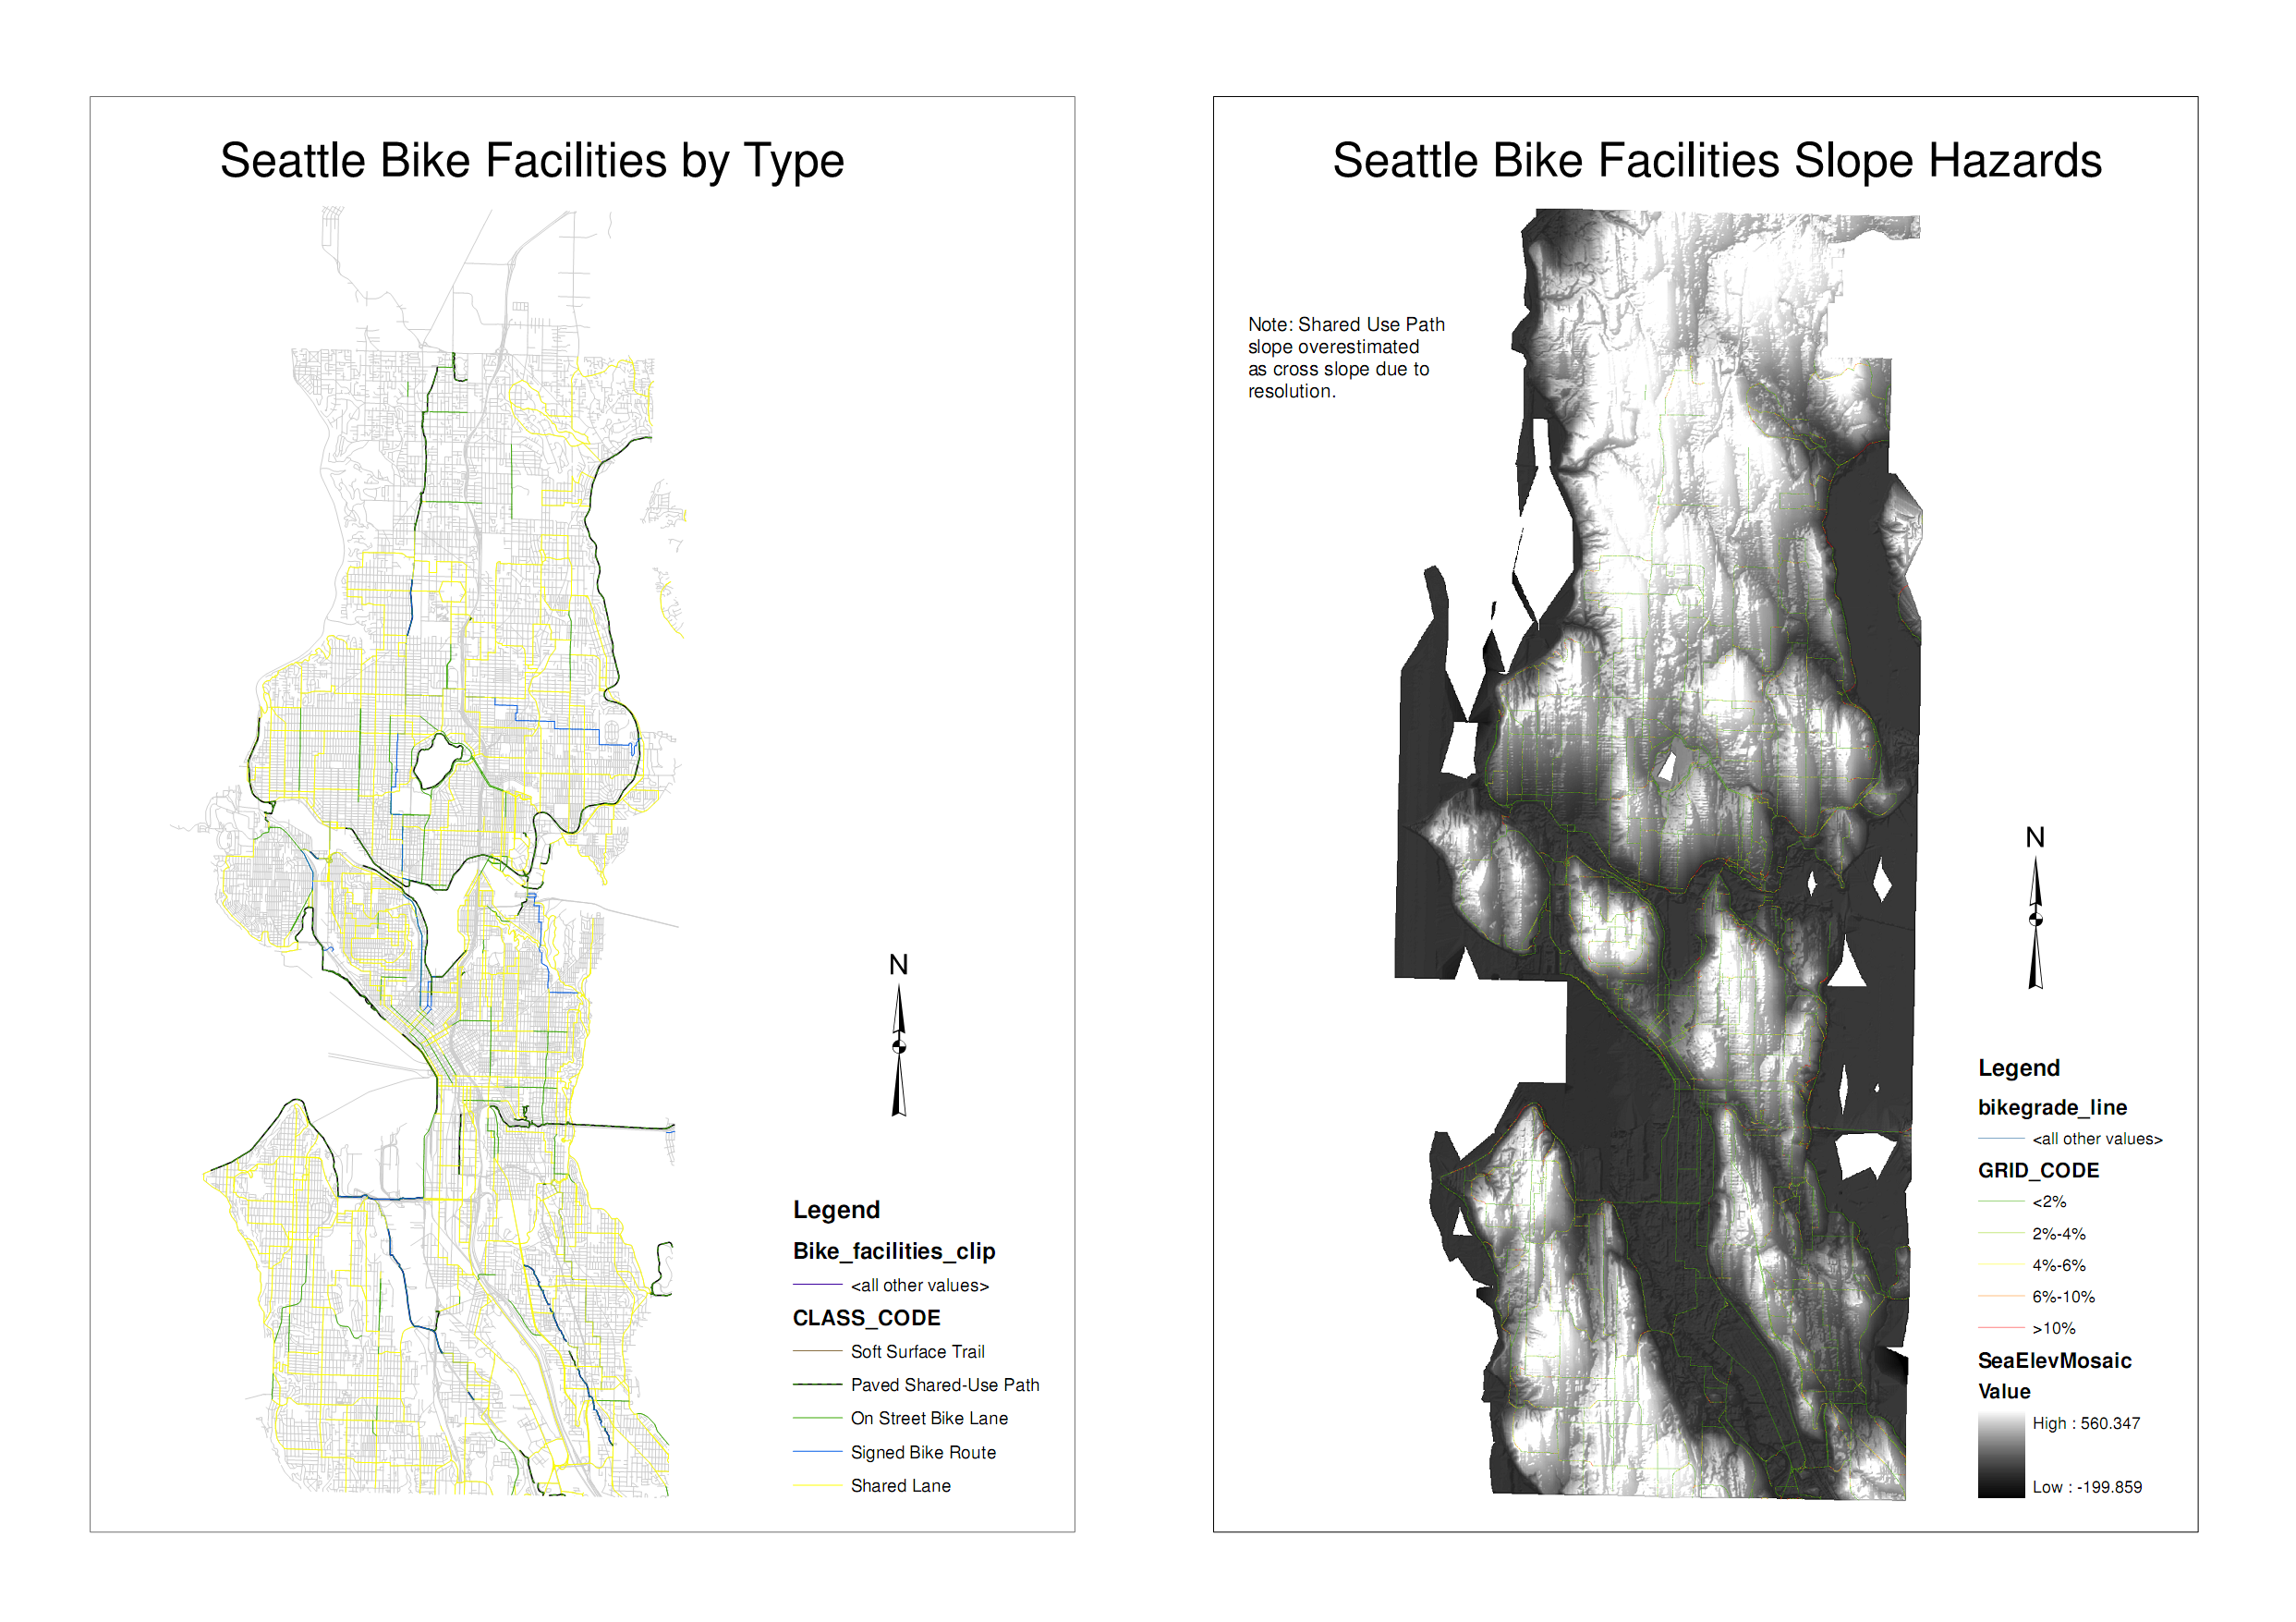 Seattle Bike Facilities by Type
N
Legend
Bike_facilities_clip
<all other values>
CLASS_CODE
Soft Surface Trail
Paved Shared-Use Path
On Street Bike Lane
Signed Bike Route
Shared Lane
Seattle Bike Facilities Slope Hazards
Note: Shared Use Path
slope overestimated
as cross slope due to
resolution.
N
Legend
bikegrade_line
<all other values>
GRID_CODE
<2%
2%-4%
4%-6%
6%-10%
>10%
SeaElevMosaic
Value
High : 560.347
Low : -199.859